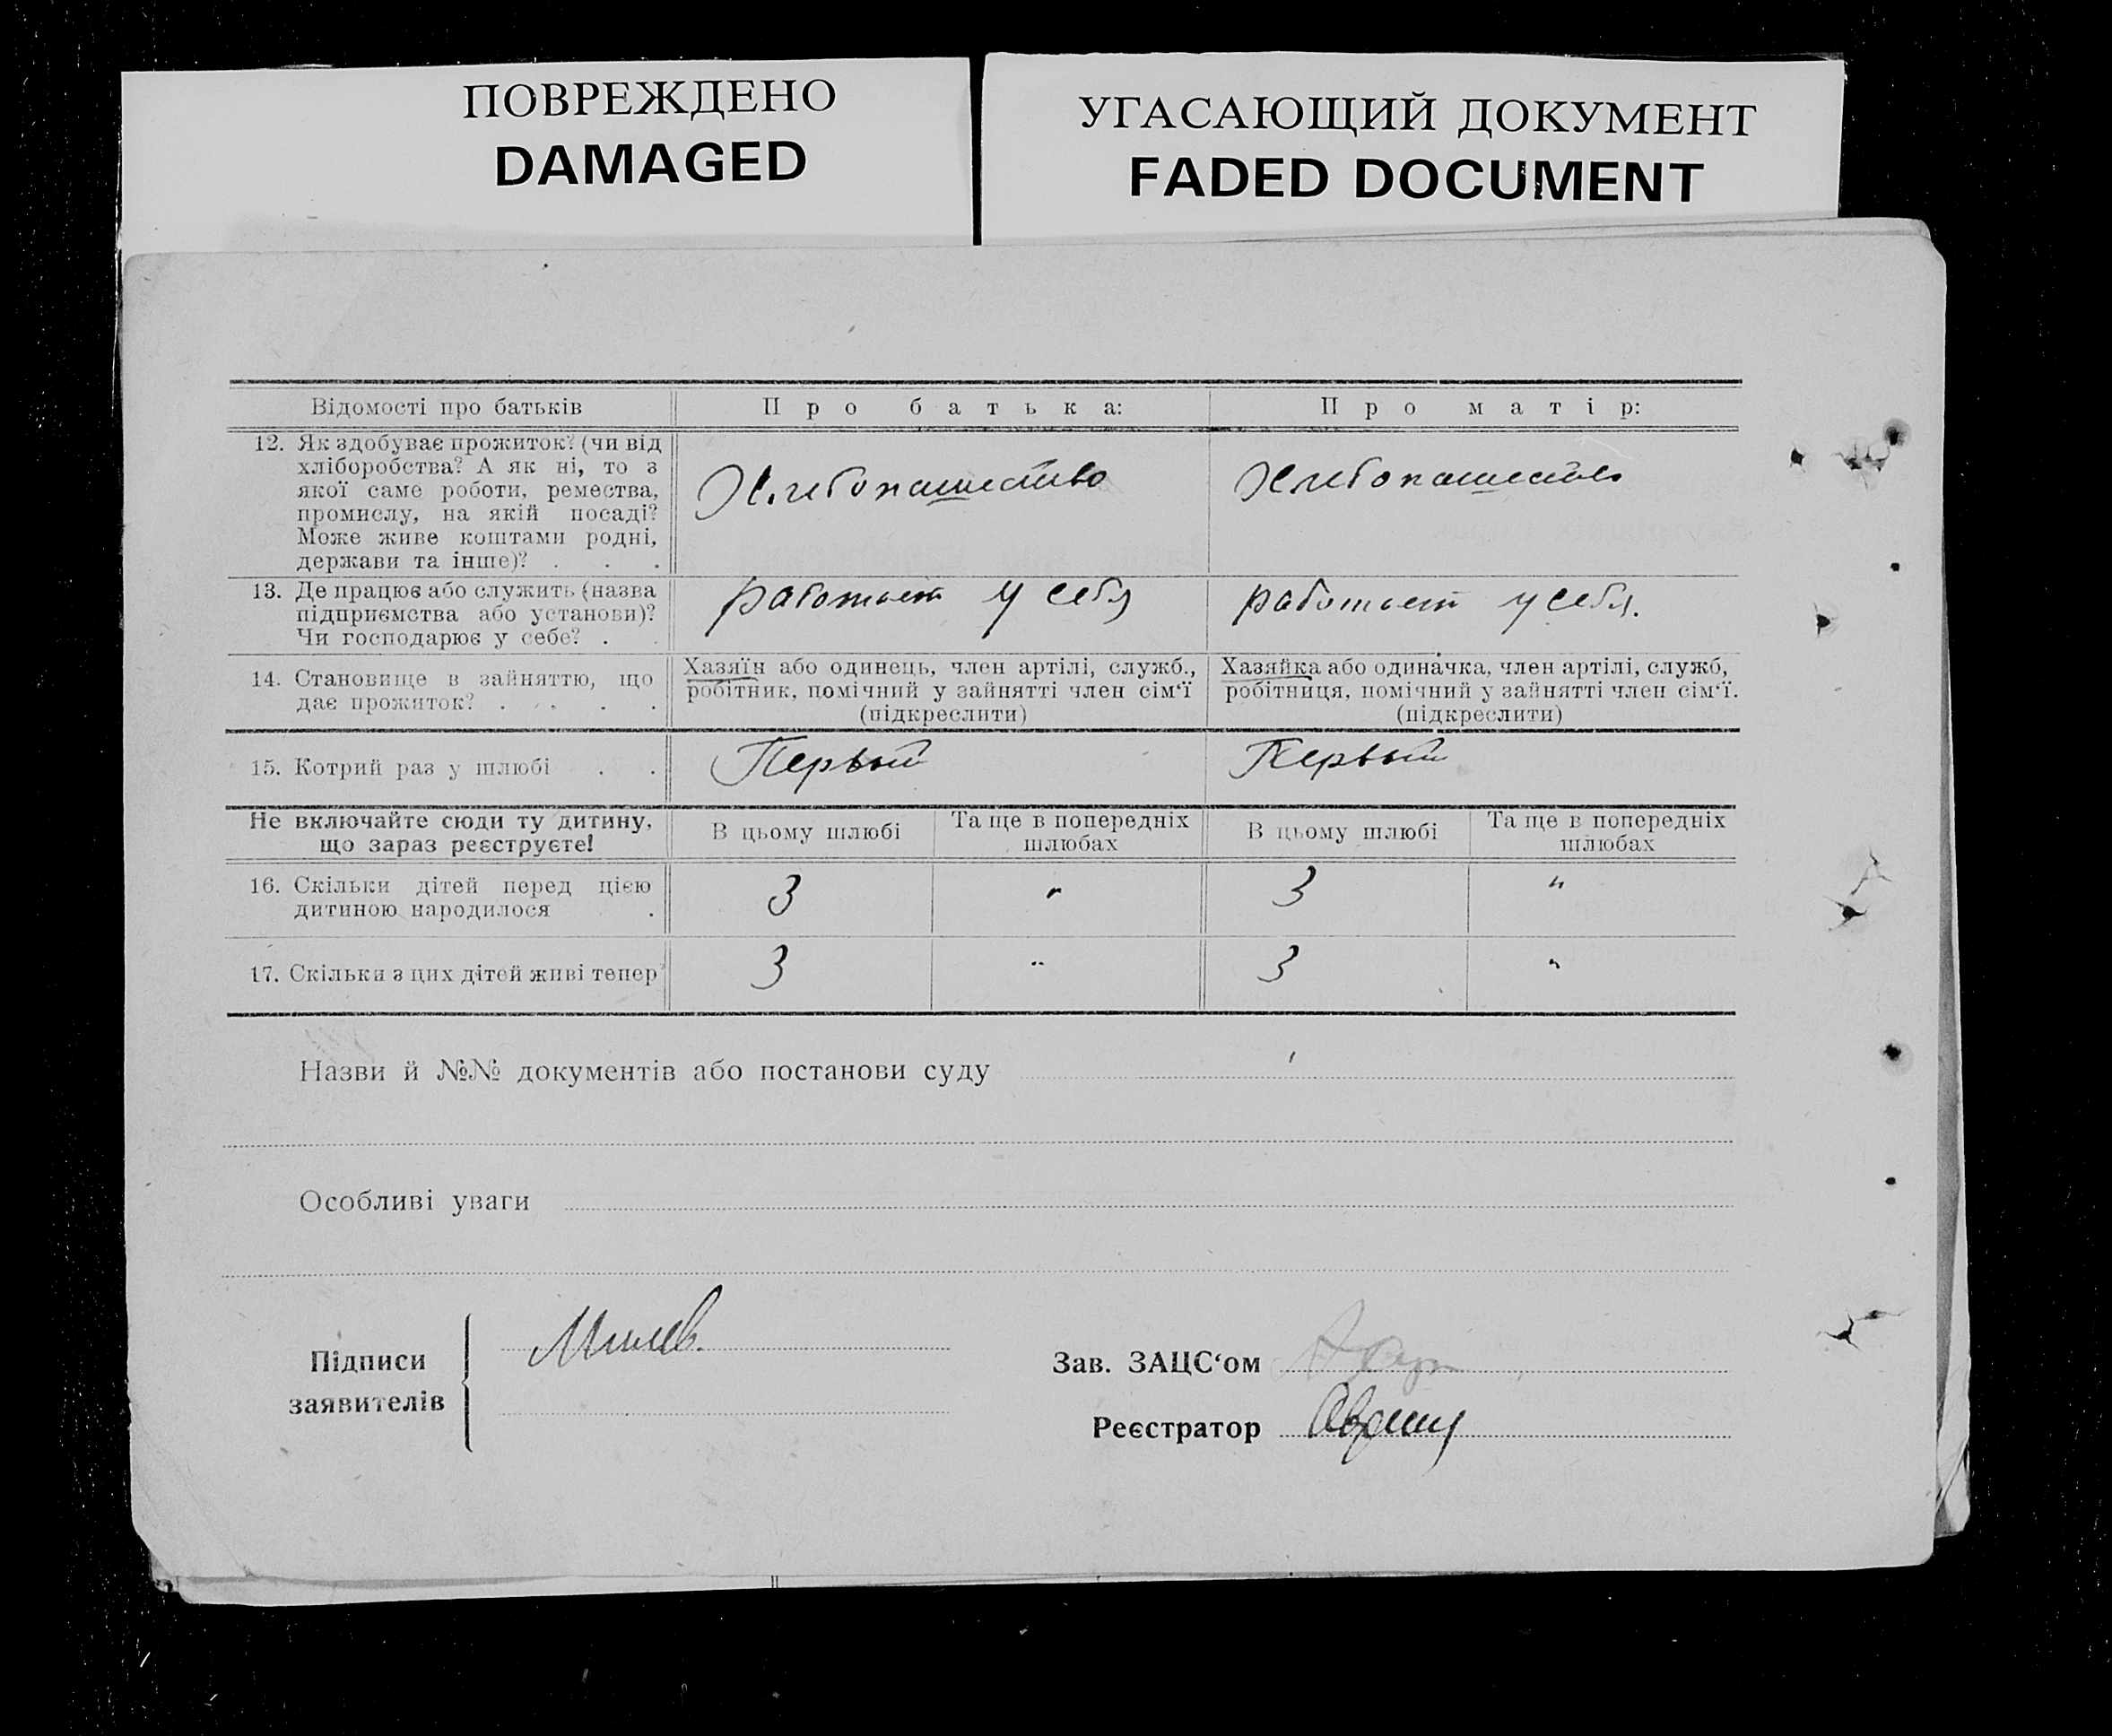 ПОВРЕЖДЕНО
DAMAGED
УГАСАЮЩИЙ ДОКУМЕНТ
FADED DOCUMENT
Відомості про батьків
Про батька:
Про матір:
12. Як здобуває прожиток? (чи від
хліборобства? А як ні, то з
якої саме роботи, ремества,
промислу, на якій посаді?
Може живе коштами родні,
держави та інше)? . . .
Хлибопашество
Хлибопашество
13. Де працює або служить (назва
підприємства або установи)?
Чи господарює у себе? . .
работает у себя
работает у себя.
14. Становище в зайняттю, що
дає прожиток? . . . .
Хазяїн або одинець, член артілі, служб.,
робітник, помічний у зайнятті член сім‘ї
(підкреслити)
Хазяйка або одиначка, член артілі, служб,
робітниця, помічний у зайнятті член сім‘ї.
(підкреслити)
15. Котрий раз у шлюбі . .
Первый
Первый
Не включайте сюди ту дитину,
що зараз реєструєте!
В цьому шлюбі
Та ще в попередніх
шлюбах
В цьому шлюбі
Та ще в попередніх
шлюбах
16. Скільки дітей перед цією
дитиною народилося .
3
"
3
"
17. Скільки з цих дітей живі тепер?
3
"
3
"
Назви й №№ документів або постанови суду
Особливі уваги
Підписи
заявителів
Зав. ЗАЦС‘ом
Реєстратор